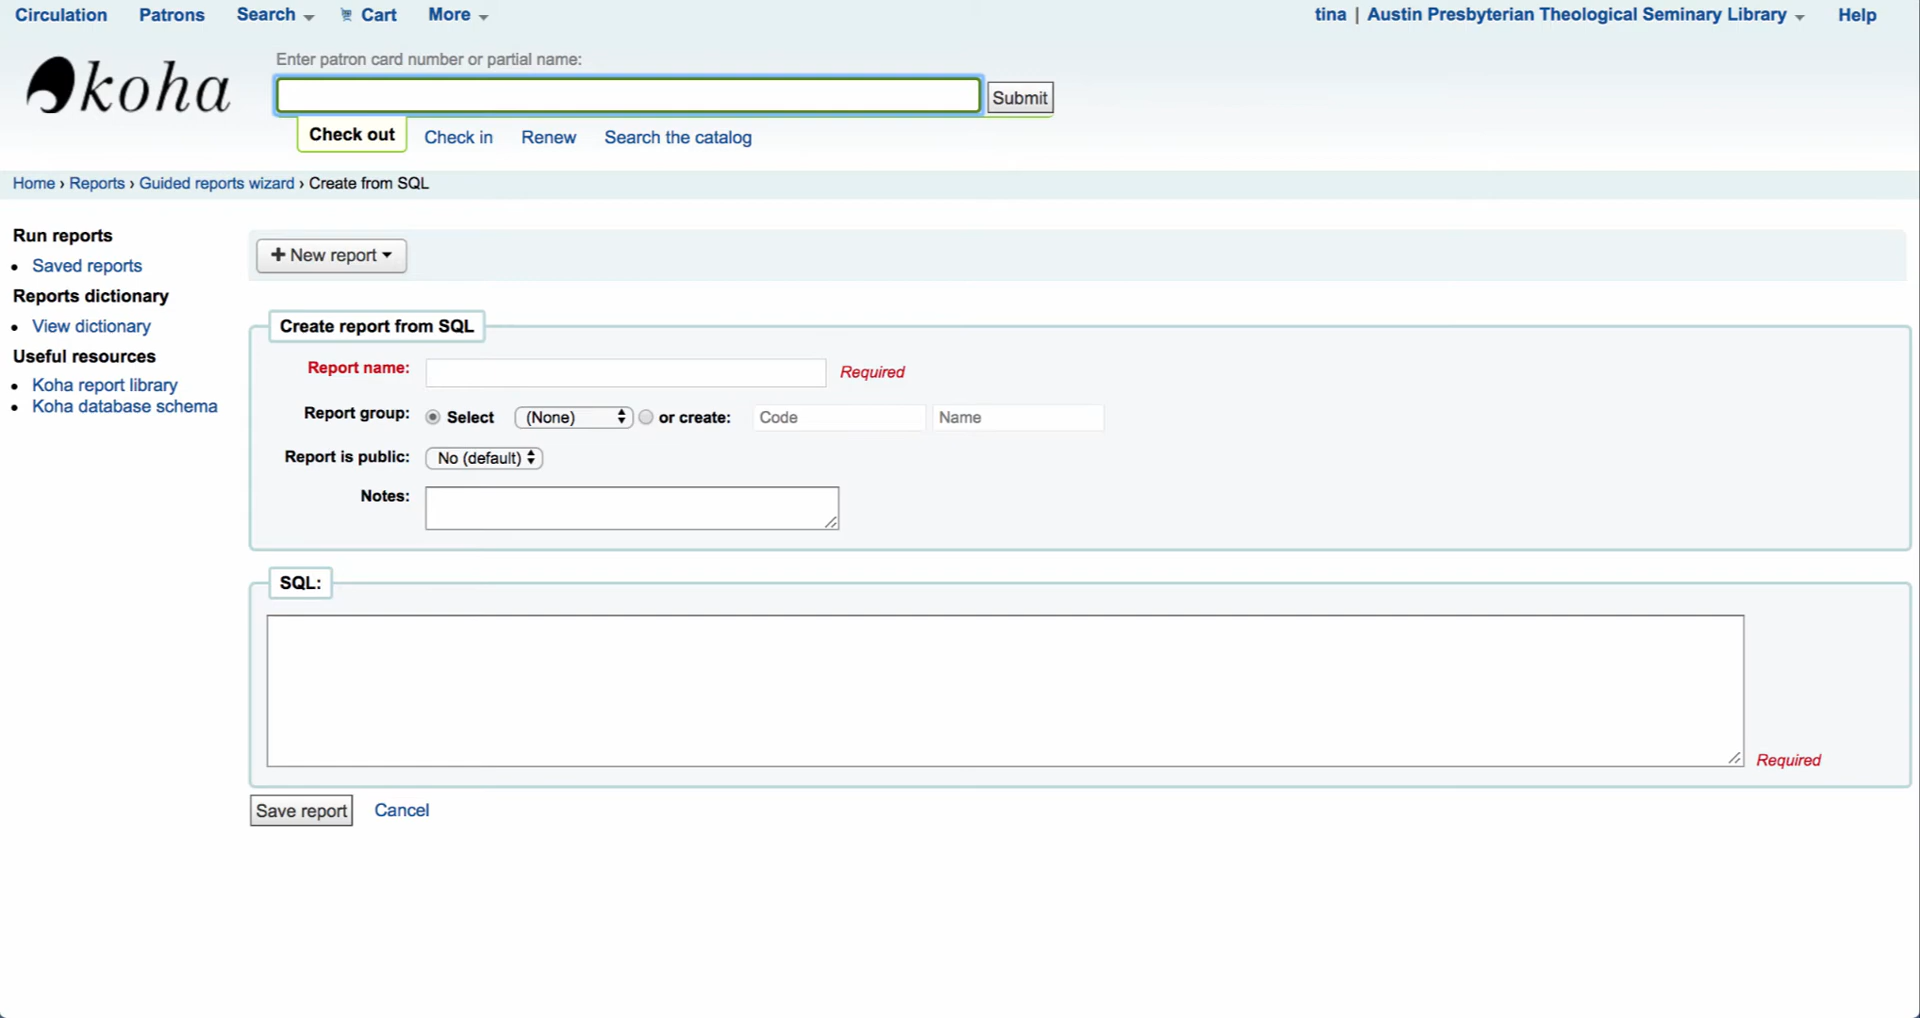 Circulation Patrons Search Cart More tina | Austin Presbyterian Theological Seminary Library Help
koha
Enter patron card number or partial name:
Submit
Check out Check in Renew Search the catalog
Home › Reports › Guided reports wizard › Create from SQL
Run reports
• Saved reports
Reports dictionary
• View dictionary
Useful resources
• Koha report library
• Koha database schema
+ New report
Create report from SQL
Report name: Required
Report group: Select (None) or create: Code Name
Report is public: No (default)
Notes:
SQL:
Required
Save report Cancel